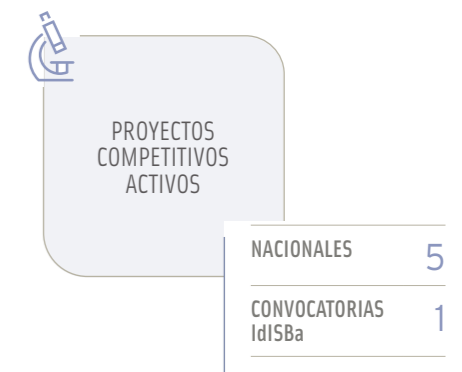 PROYECTOS
COMPETITIVOS
ACTIVOS
NACIONALES 5
CONVOCATORIAS 1
IdISBa